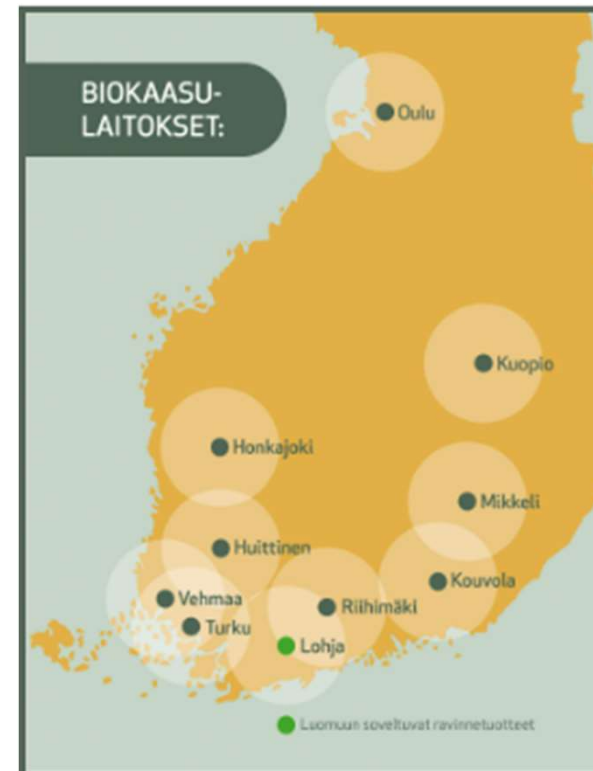 BIOKAASU-
LAITOKSET:
Oulu
Kuopio
Honkajoki
Mikkeli
Huittinen
Kouvola
Vehmaa
Riihimäki
Turku
Lohja
Luomuun soveltuvat ravinnetuotteet